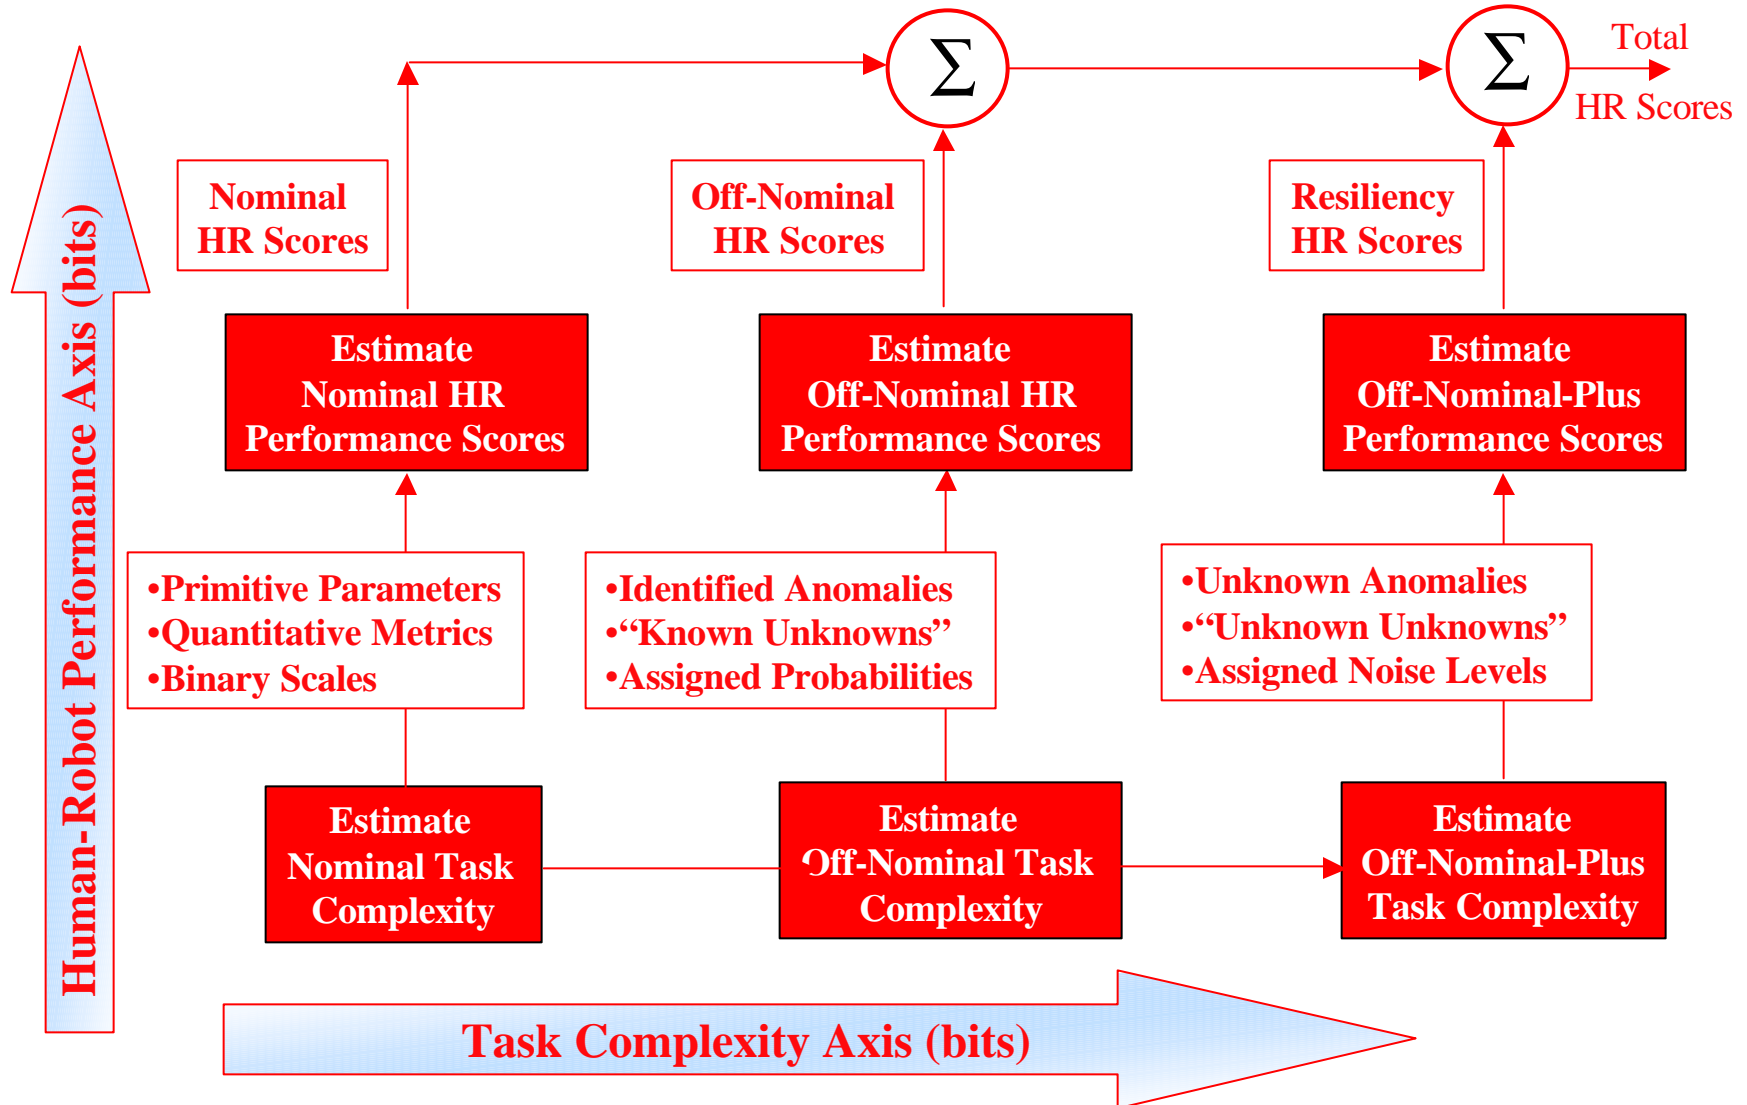 Σ
Σ
Total
HR Scores
Nominal
HR Scores
Off-Nominal
HR Scores
Resiliency
HR Scores
Estimate
Nominal HR
Performance Scores
Estimate
Off-Nominal HR
Performance Scores
Estimate
Off-Nominal-Plus
Performance Scores
•Primitive Parameters
•Quantitative Metrics
•Binary Scales
•Identified Anomalies
•“Known Unknowns”
•Assigned Probabilities
•Unknown Anomalies
•“Unknown Unknowns”
•Assigned Noise Levels
Estimate
Nominal Task
Complexity
Estimate
Off-Nominal Task
Complexity
Estimate
Off-Nominal-Plus
Task Complexity
Human-Robot Performance Axis (bits)
Task Complexity Axis (bits)